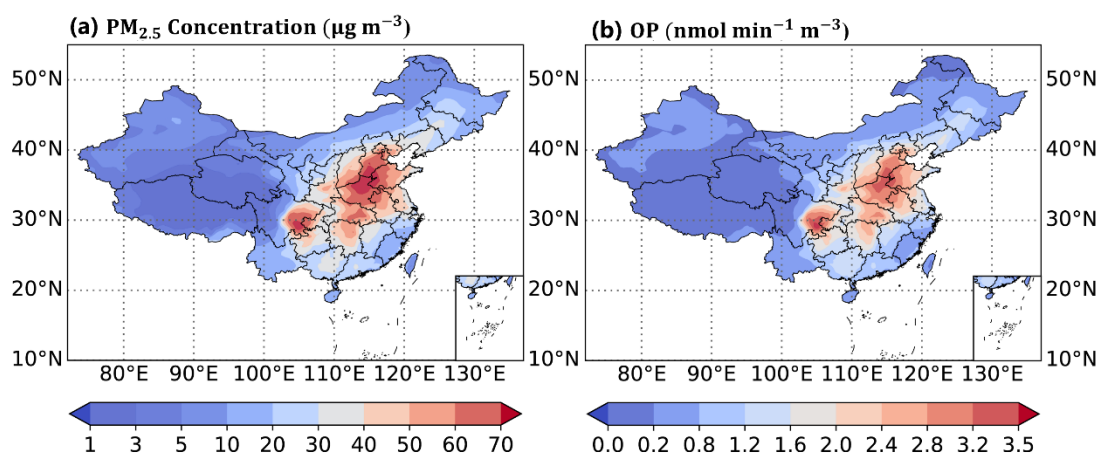 (a) PM₂.₅ Concentration (μg m⁻³)
(b) OP (nmol min⁻¹ m⁻³)
50°N
40°N
30°N
20°N
10°N
50°N
40°N
30°N
20°N
10°N
80°E 90°E 100°E 110°E 120°E 130°E
80°E 90°E 100°E 110°E 120°E 130°E
1 3 5 10 20 30 40 50 60 70
0.0 0.2 0.8 1.2 1.6 2.0 2.4 2.8 3.2 3.5